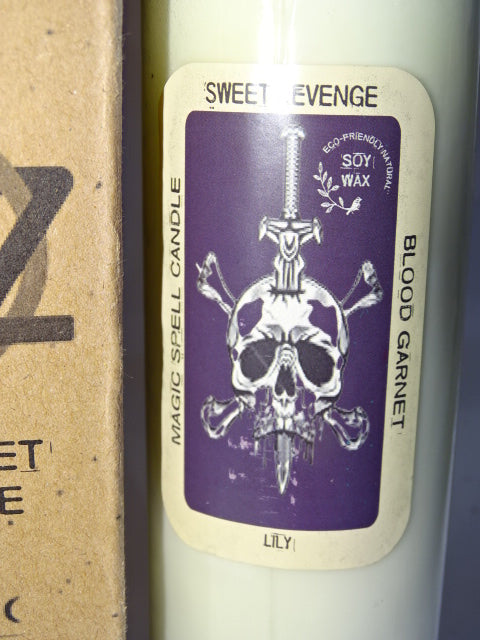 SWEET REVENGE
ECO-FRIENDLY NATURAL
SOY
WAX
MAGIC SPELL CANDLE
BLOOD GARNET
LILY
ET
E